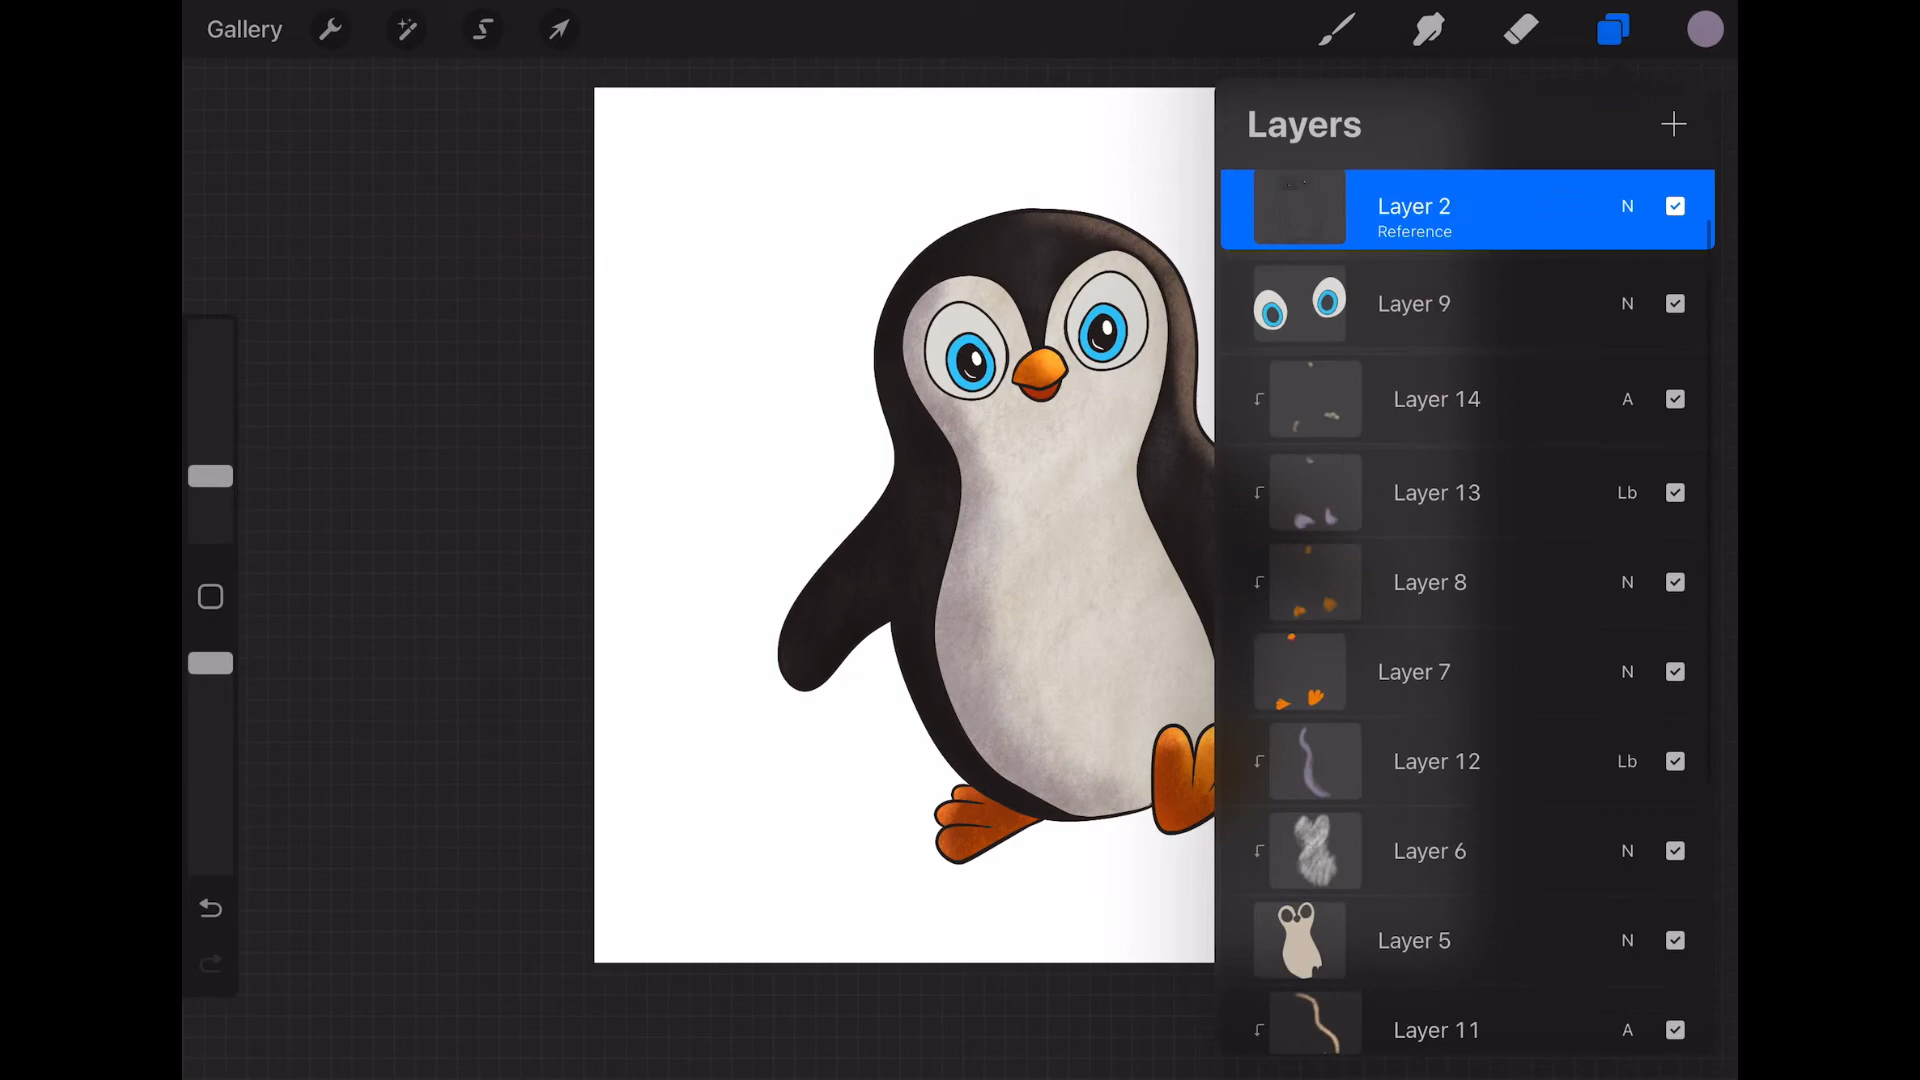 Gallery
Layers
Layer 2 N
Reference
Layer 9 N
Layer 14 A
Layer 13 Lb
Layer 8 N
Layer 7 N
Layer 12 Lb
Layer 6 N
Layer 5 N
Layer 11 A